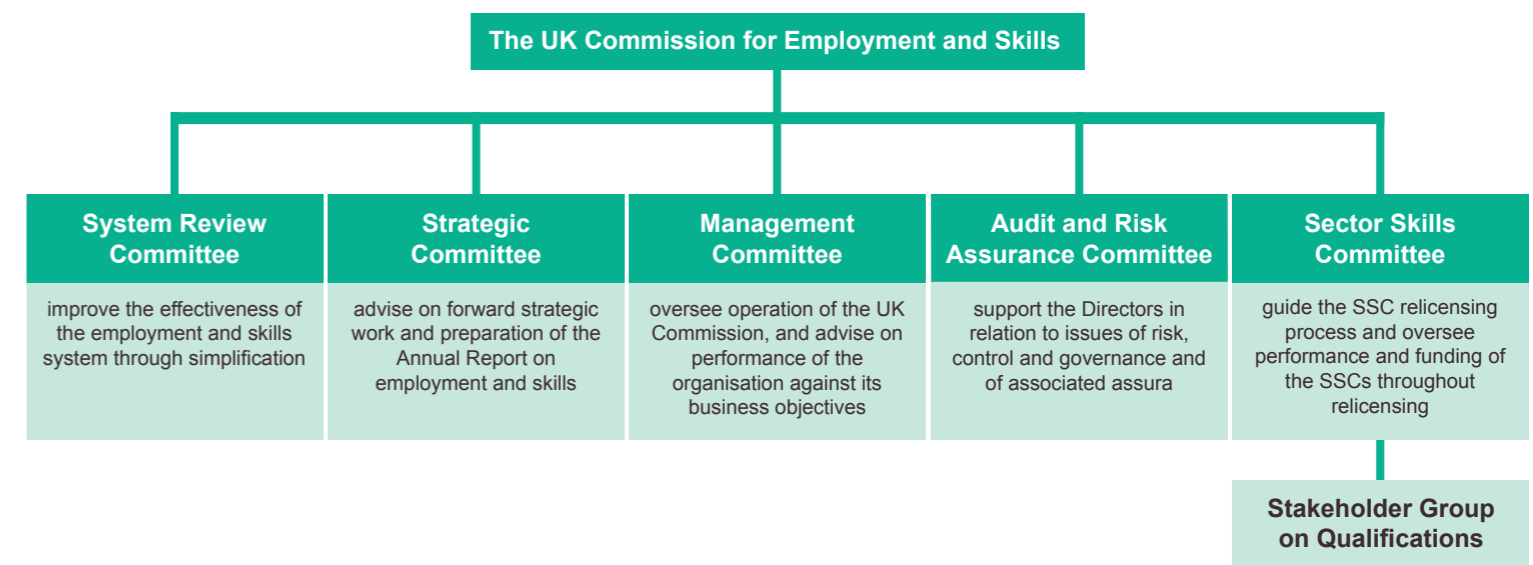 The UK Commission for Employment and Skills
System Review
Committee
improve the effectiveness of
the employment and skills
system through simplification
Strategic
Committee
advise on forward strategic
work and preparation of the
Annual Report on
employment and skills
Management
Committee
oversee operation of the UK
Commission, and advise on
performance of the
organisation against its
business objectives
Audit and Risk
Assurance Committee
support the Directors in
relation to issues of risk,
control and governance and
of associated assura
Sector Skills
Committee
guide the SSC relicensing
process and oversee
performance and funding of
the SSCs throughout
relicensing
Stakeholder Group
on Qualifications